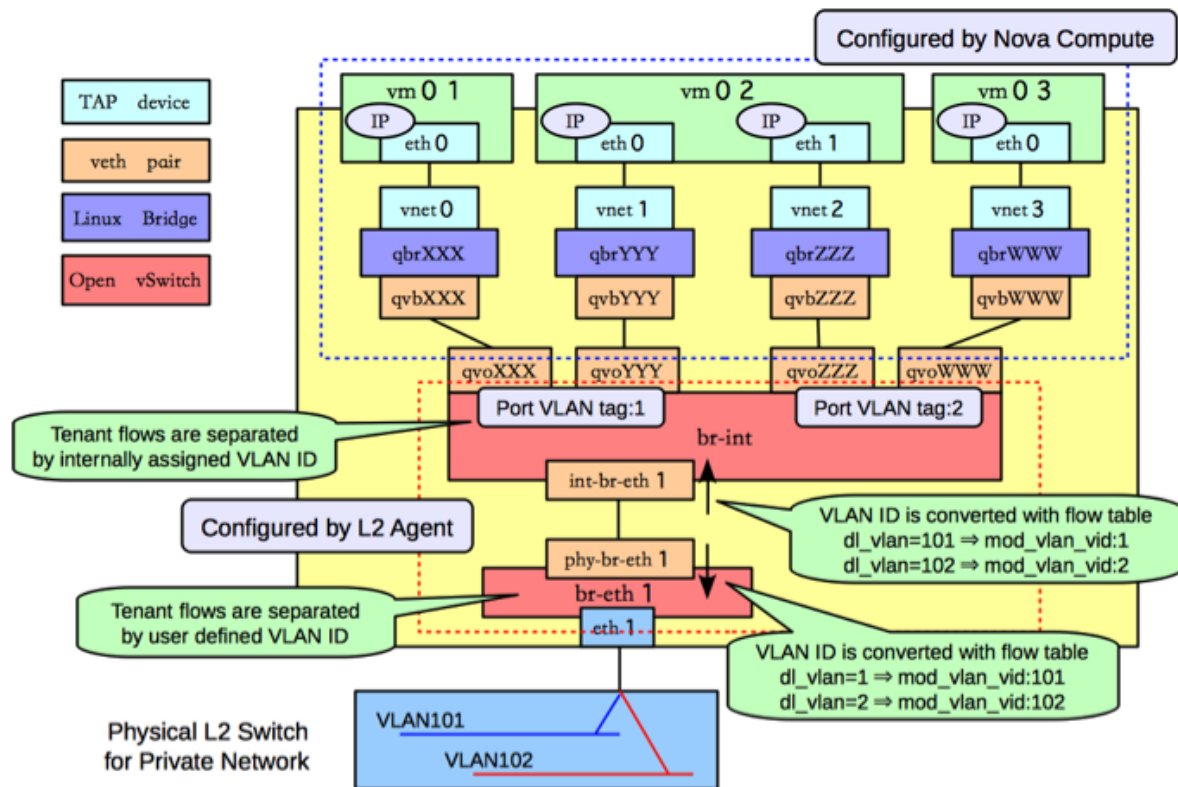 Configured by Nova Compute
TAP device
veth pair
Linux Bridge
Open vSwitch
vm 0 1
vm 0 2
vm 0 3
IP
IP
IP
IP
eth 0
eth 0
eth 1
eth 0
vnet 0
vnet 1
vnet 2
vnet 3
qbrXXX
qbrYYY
qbrZZZ
qbrWWW
qvbXXX
qvbYYY
qvbZZZ
qvbWWW
qvoXXX
qvoYYY
qvoZZZ
qvoWWW
Port VLAN tag:1
Port VLAN tag:2
br-int
Tenant flows are separated
by internally assigned VLAN ID
int-br-eth 1
Configured by L2 Agent
VLAN ID is converted with flow table
dl_vlan=101 ⇒ mod_vlan_vid:1
dl_vlan=102 ⇒ mod_vlan_vid:2
phy-br-eth 1
br-eth 1
Tenant flows are separated
by user defined VLAN ID
eth 1
VLAN ID is converted with flow table
dl_vlan=1 ⇒ mod_vlan_vid:101
dl_vlan=2 ⇒ mod_vlan_vid:102
Physical L2 Switch
for Private Network
VLAN101
VLAN102